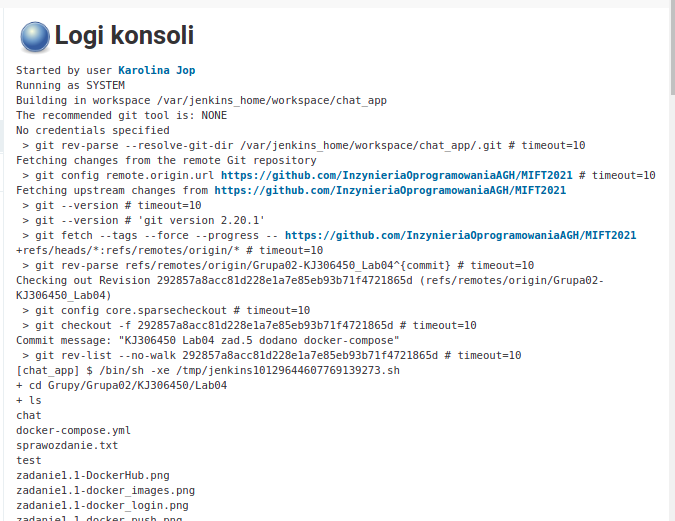 Logi konsoli
Started by user Karolina Jop
Running as SYSTEM
Building in workspace /var/jenkins_home/workspace/chat_app
The recommended git tool is: NONE
No credentials specified
> git rev-parse --resolve-git-dir /var/jenkins_home/workspace/chat_app/.git # timeout=10
Fetching changes from the remote Git repository
> git config remote.origin.url https://github.com/InzynieriaOprogramowaniaAGH/MIFT2021 # timeout=10
Fetching upstream changes from https://github.com/InzynieriaOprogramowaniaAGH/MIFT2021
> git --version # timeout=10
> git --version # 'git version 2.20.1'
> git fetch --tags --force --progress -- https://github.com/InzynieriaOprogramowaniaAGH/MIFT2021
+refs/heads/*:refs/remotes/origin/* # timeout=10
> git rev-parse refs/remotes/origin/Grupa02-KJ306450_Lab04^{commit} # timeout=10
Checking out Revision 292857a8acc81d228e1a7e85eb93b71f4721865d (refs/remotes/origin/Grupa02-
KJ306450_Lab04)
> git config core.sparsecheckout # timeout=10
> git checkout -f 292857a8acc81d228e1a7e85eb93b71f4721865d # timeout=10
Commit message: "KJ306450 Lab04 zad.5 dodano docker-compose"
> git rev-list --no-walk 292857a8acc81d228e1a7e85eb93b71f4721865d # timeout=10
[chat_app] $ /bin/sh -xe /tmp/jenkins10129644607769139273.sh
+ cd Grupy/Grupa02/KJ306450/Lab04
+ ls
chat
docker-compose.yml
sprawozdanie.txt
test
zadanie1.1-DockerHub.png
zadanie1.1-docker_images.png
zadanie1.1-docker_login.png
zadanie1.1-docker_push.png